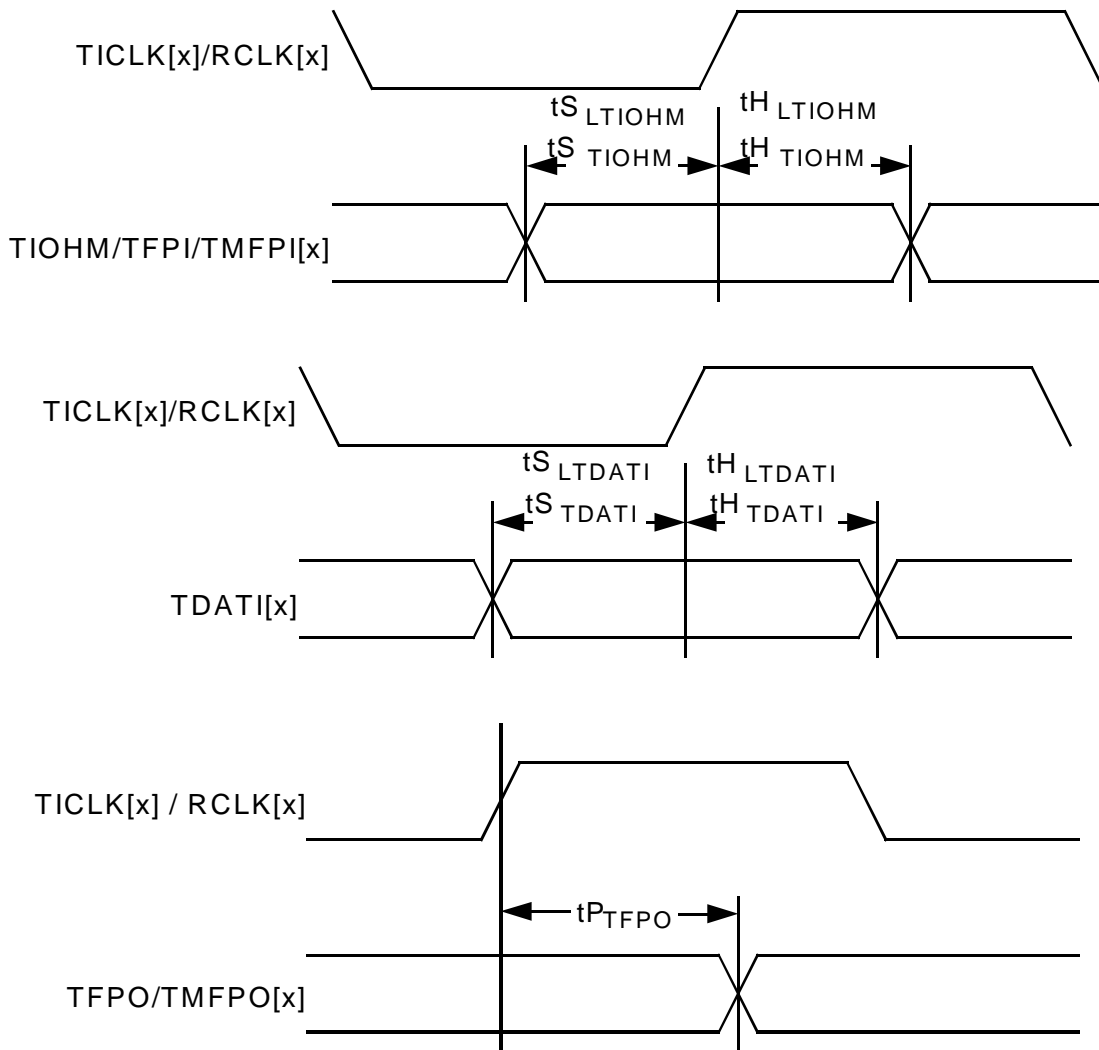 TICLK[x]/RCLK[x]
tS LTIOHM tH LTIOHM
tS TIOHM tH TIOHM
TIOHM/TFPI/TMFPI[x]
TICLK[x]/RCLK[x]
tS LTDATI tH LTDATI
tS TDATI tH TDATI
TDATI[x]
TICLK[x] / RCLK[x]
tPTFPO
TFPO/TMFPO[x]